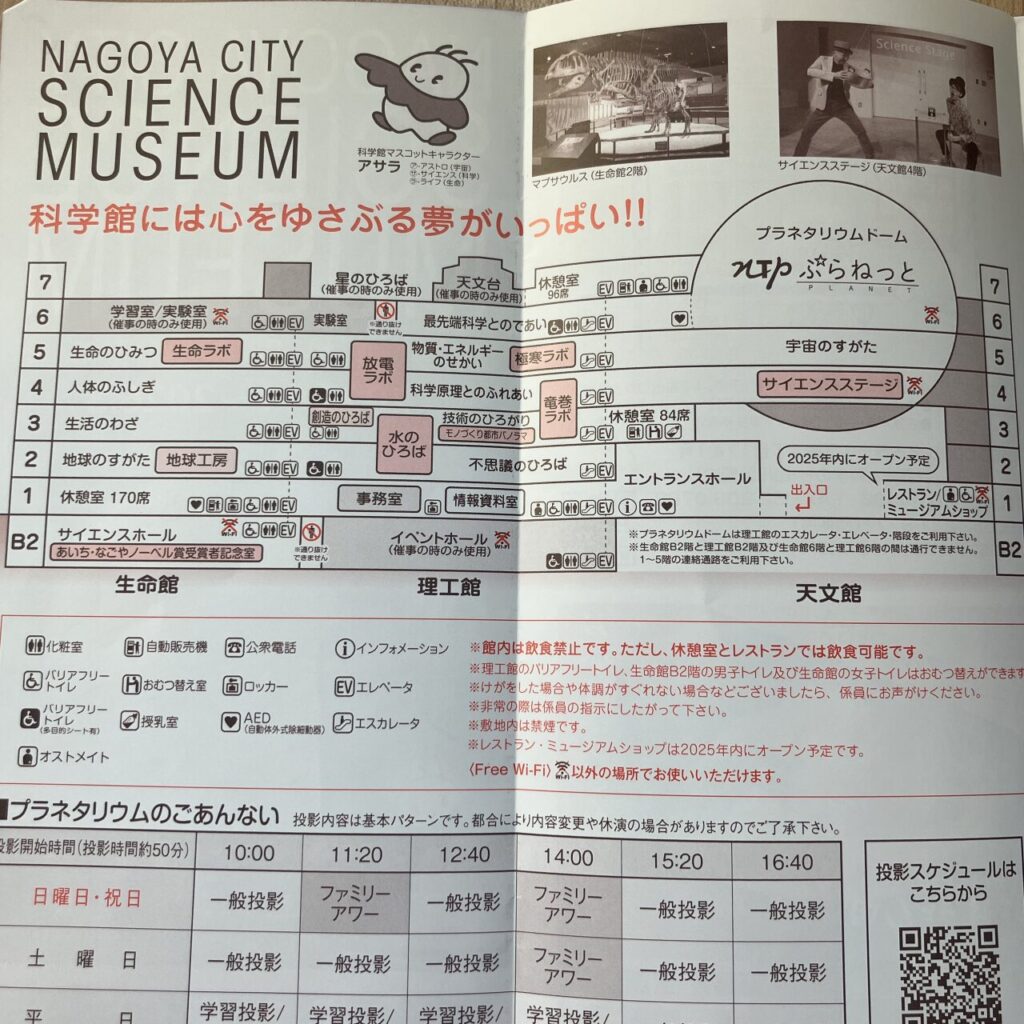 NAGOYA CITY
SCIENCE
MUSEUM
科学館マスコットキャラクター
アサラ
ア-アストロ(宇宙)
サ-サイエンス(科学)
ラ-ライフ(生命)
マプサウルス(生命館2階)
Science Stage
サイエンスステージ(天文館4階)
科学館には心をゆさぶる夢がいっぱい!!
プラネタリウムドーム
NTP ぷらねっと
PLANET
7
星のひろば
(催事の時のみ使用)
天文台
(催事の時のみ使用)
休憩室
96席
EV
7
6
学習室/実験室
(催事の時のみ使用)
Wi-Fi
EV
実験室
※通り抜け
できません
最先端科学とのであい
EV
Wi-Fi
6
5
生命のひみつ
生命ラボ
EV
放電
ラボ
物質・エネルギー
のせかい
極寒ラボ
EV
宇宙のすがた
5
4
人体のふしぎ
EV
科学原理とのふれあい
竜巻
ラボ
EV
サイエンスステージ
Wi-Fi
4
3
生活のわざ
EV
創造のひろば
水の
ひろば
技術のひろがり
モノづくり都市パノラマ
EV
休憩室 84席
3
2
地球のすがた
地球工房
EV
不思議のひろば
EV
エントランスホール
2025年内にオープン予定
2
1
休憩室 170席
EV
事務室
情報資料室
EV
出入口
レストラン/
ミュージアムショップ
1
B2
サイエンスホール
Wi-Fi
EV
あいち・なごやノーベル賞受賞者記念室
※通り抜け
できません
イベントホール
(催事の時のみ使用)
Wi-Fi
EV
※プラネタリウムドームは理工館のエスカレータ・エレベータ・階段をご利用下さい。
※生命館B2階と理工館B2階及び生命館6階と理工館6階の間は通行できません。
1〜5階の連絡通路をご利用下さい。
B2
生命館
理工館
天文館
化粧室
自動販売機
公衆電話
インフォメーション
バリアフリー
トイレ
おむつ替え室
ロッカー
EV エレベータ
バリアフリー
トイレ
(多目的シート有)
授乳室
AED
(自動体外式除細動器)
エスカレータ
オストメイト
※館内は飲食禁止です。ただし、休憩室とレストランでは飲食可能です。
※理工館のバリアフリートイレ、生命館B2階の男子トイレ及び生命館の女子トイレはおむつ替えができます
※けがをした場合や体調がすぐれない場合などございましたら、係員にお声がけください。
※非常の際は係員の指示にしたがって下さい。
※敷地内は禁煙です。
※レストラン・ミュージアムショップは2025年内にオープン予定です。
〈Free Wi-Fi〉以外の場所でお使いいただけます。
■プラネタリウムのごあんない 投影内容は基本パターンです。都合により内容変更や休演の場合がありますのでご了承下さい。
投影開始時間(投影時間約50分) 10:00 11:20 12:40 14:00 15:20 16:40
日曜日・祝日 一般投影 ファミリーアワー 一般投影 ファミリーアワー 一般投影 一般投影
土曜日 一般投影 一般投影 一般投影 ファミリーアワー 一般投影 一般投影
平日 学習投影/ 学習投影/ 学習投影/
投影スケジュールは
こちらから